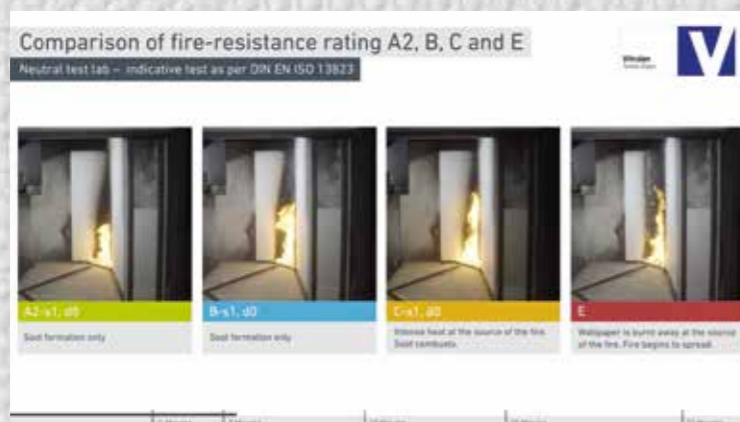 Comparison of fire-resistance rating A2, B, C and E
Neutral test lab – indicative test as per DIN EN ISO 13823
V
A2-s1, d0
Soot formation only
B-s1, d0
Soot formation only
C-s1, d0
Intense heat at the source of the fire.
Soot combusts.
E
Wallpaper is burnt away at the source
of the fire. Fire begins to spread.